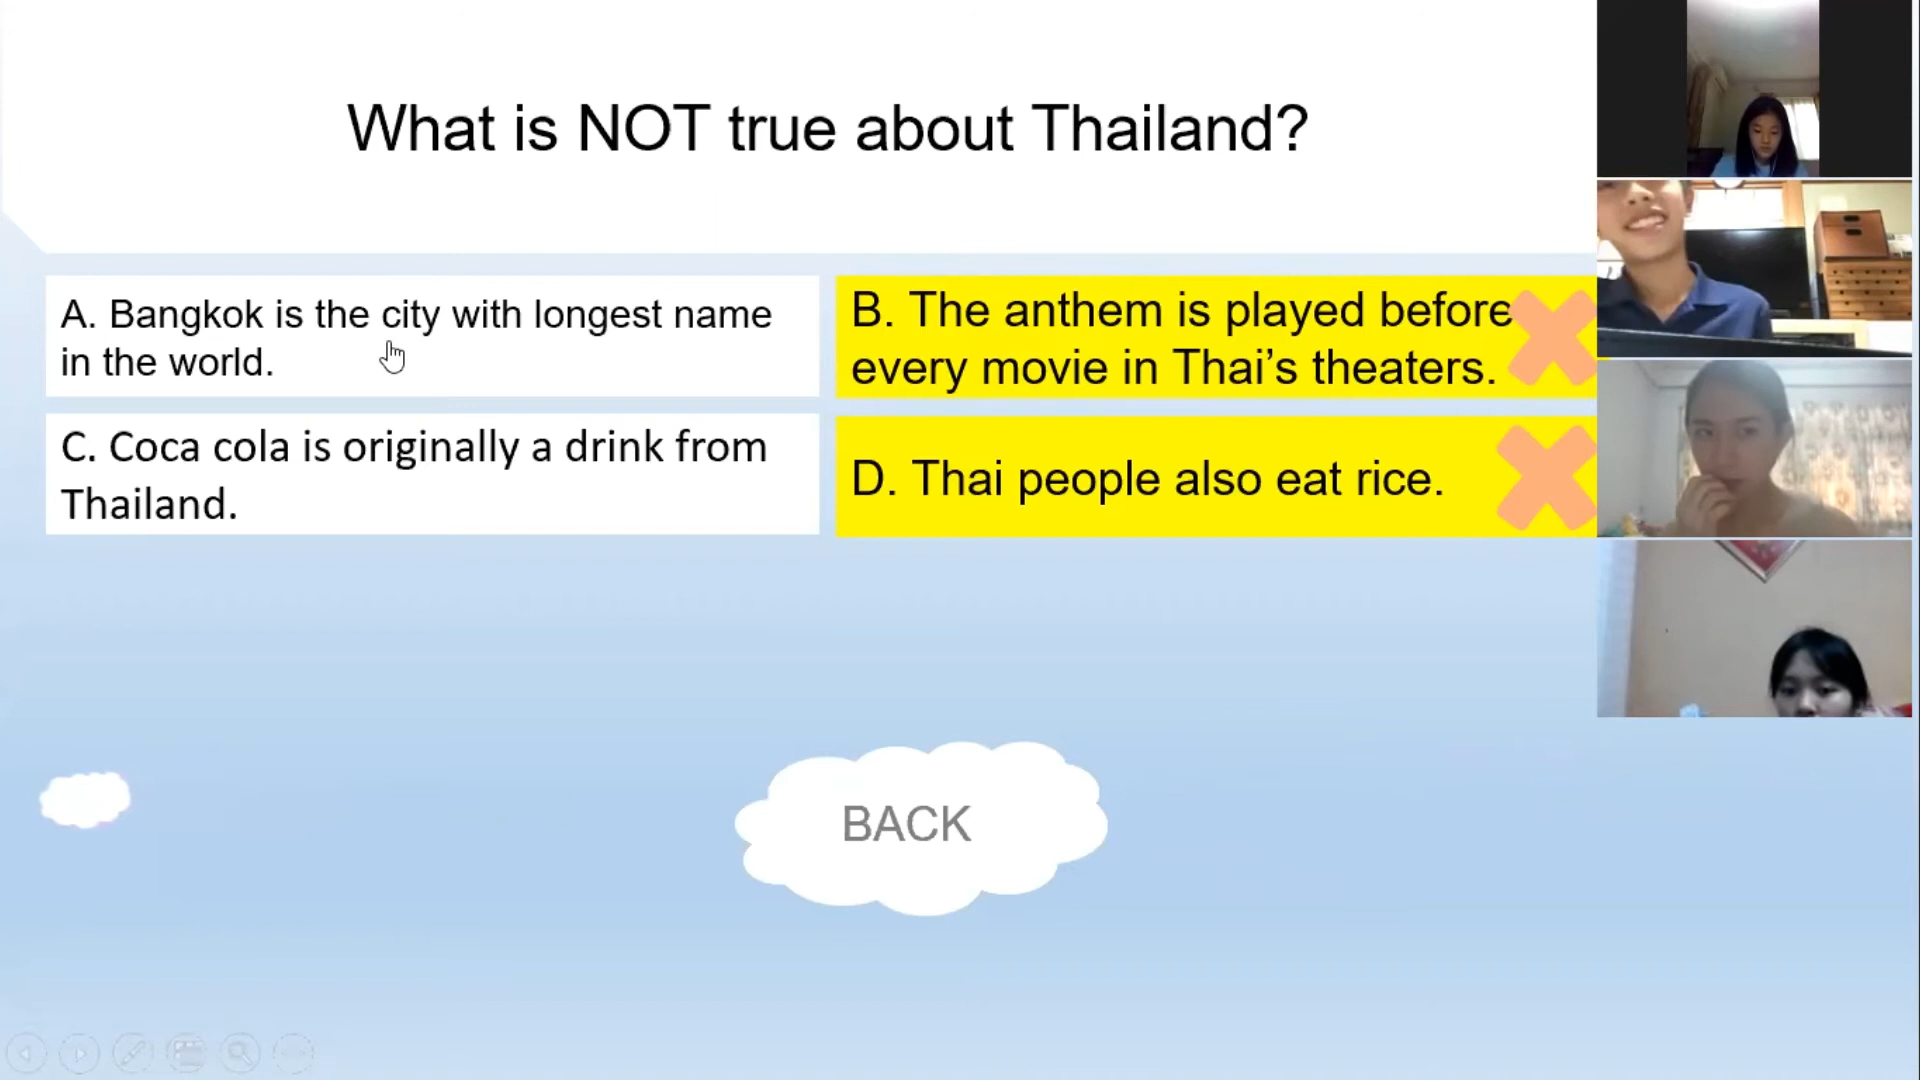 What is NOT true about Thailand?
A. Bangkok is the city with longest name
in the world.
B. The anthem is played before
every movie in Thai’s theaters.
C. Coca cola is originally a drink from
Thailand.
D. Thai people also eat rice.
BACK